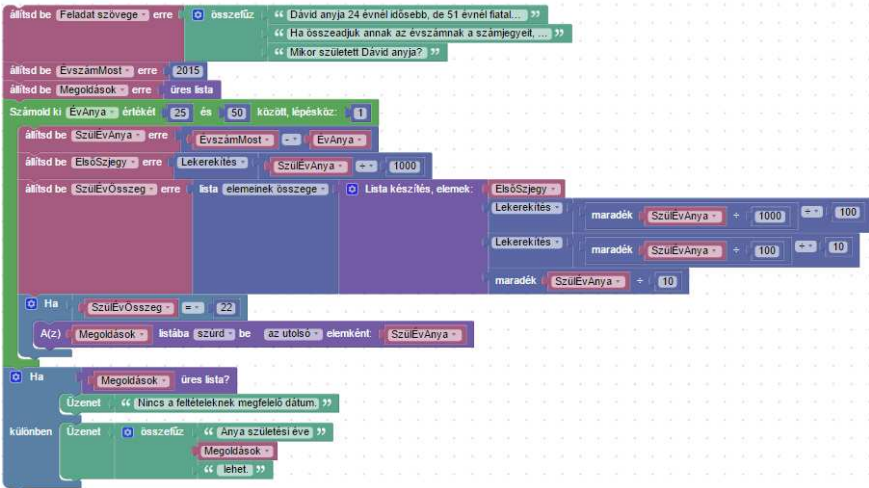 állítsd be Feladat szövege erre összefűz “ Dávid anyja 24 évnél idősebb, de 51 évnél fiatal... ”
“ Ha összeadjuk annak az évszámnak a számjegyeit, ... ”
“ Mikor született Dávid anyja? ”
állítsd be ÉvszámMost erre 2015
állítsd be Megoldások erre üres lista
Számold ki ÉvAnya értékét 25 és 50 között, lépésköz: 1
állítsd be SzülÉvAnya erre ÉvszámMost - ÉvAnya
állítsd be ElsőSzjegy erre Lekerekítés SzülÉvAnya ÷ 1000
állítsd be SzülÉvÖsszeg erre lista elemeinek összege Lista készítés, elemek: ElsőSzjegy
Lekerekítés maradék SzülÉvAnya ÷ 1000 ÷ 100
Lekerekítés maradék SzülÉvAnya ÷ 100 ÷ 10
maradék SzülÉvAnya ÷ 10
Ha SzülÉvÖsszeg = 22
A(z) Megoldások listába szúrd be az utolsó elemként: SzülÉvAnya
Ha Megoldások üres lista?
Üzenet “ Nincs a feltételeknek megfelelő dátum. ”
különben Üzenet összefűz “ Anya születési éve ”
Megoldások
“ lehet. ”